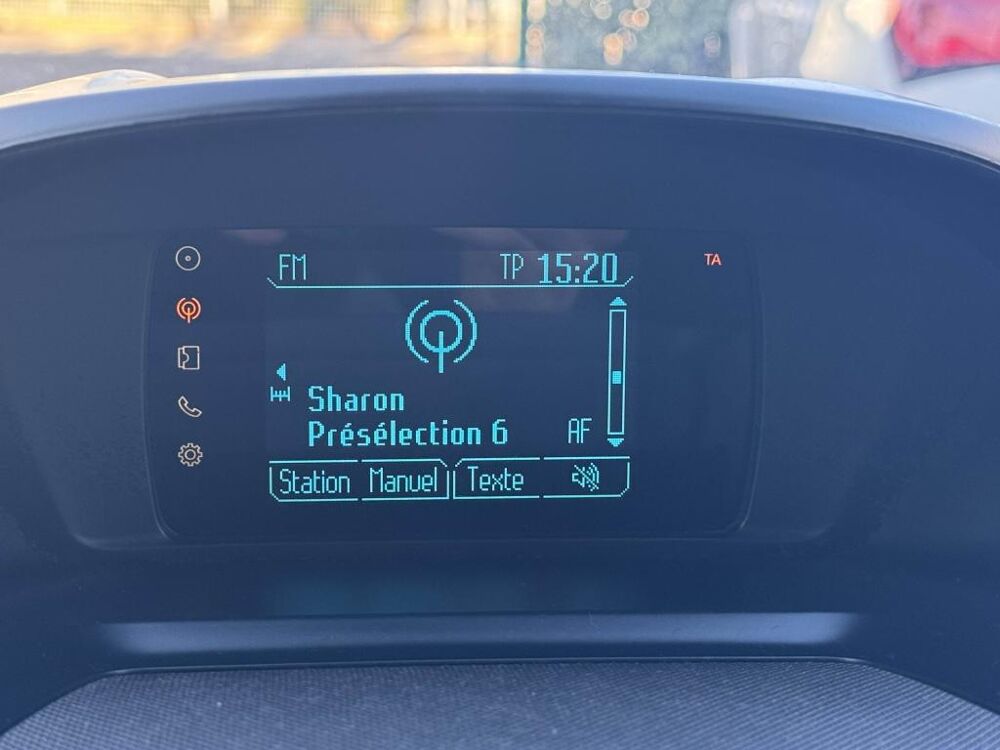 FM TP 15:20 TA
Sharon
Présélection 6 AF
Station Manuel Texte